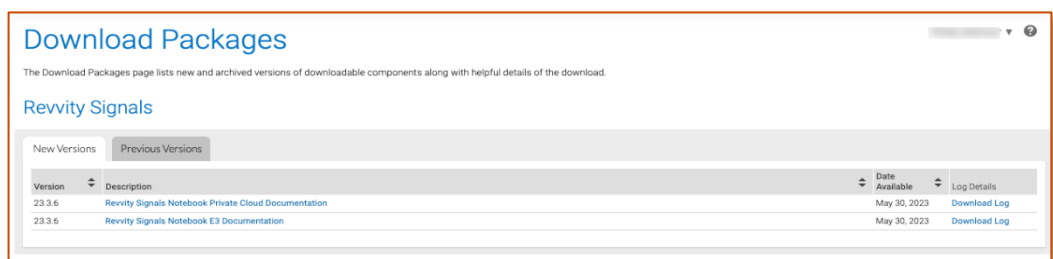 Download Packages
The Download Packages page lists new and archived versions of downloadable components along with helpful details of the download.
Revvity Signals
New Versions Previous Versions
Version Description Date Available Log Details
23.3.6 Revvity Signals Notebook Private Cloud Documentation May 30, 2023 Download Log
23.3.6 Revvity Signals Notebook E3 Documentation May 30, 2023 Download Log